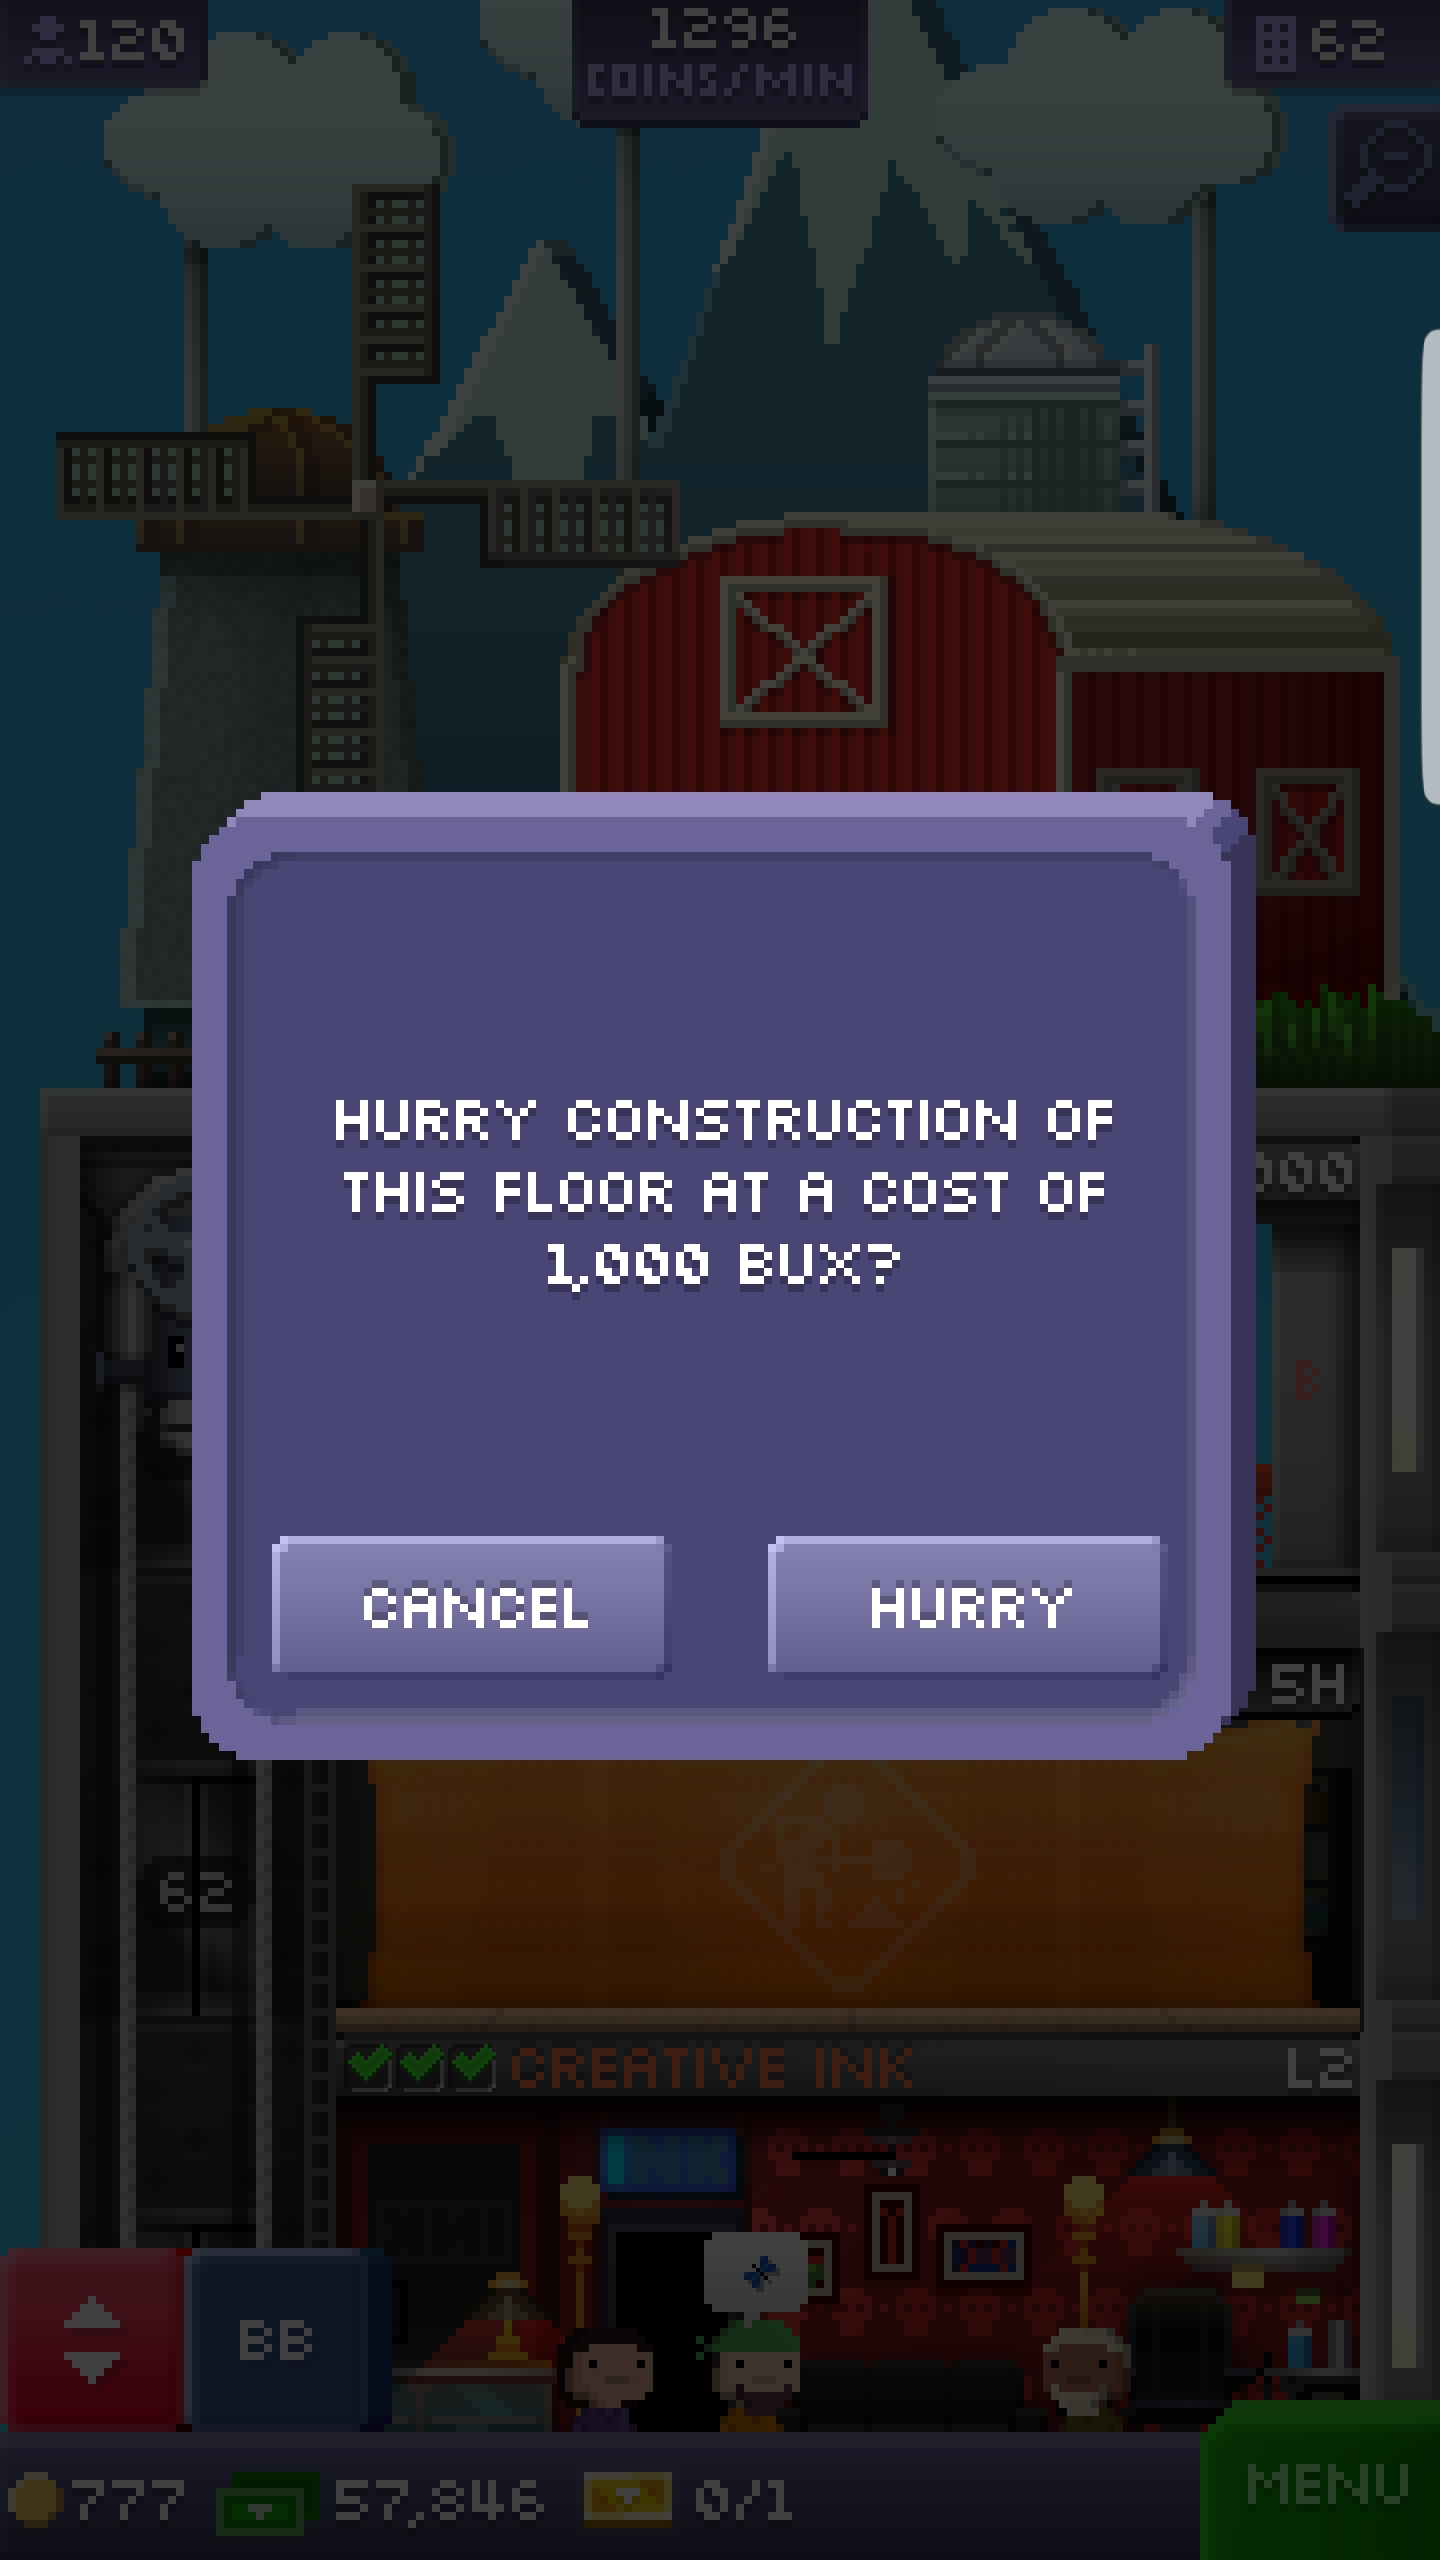 120
1296
COINS/MIN
62
HURRY CONSTRUCTION OF
THIS FLOOR AT A COST OF
1,000 BUX?
000
B
CANCEL
HURRY
5H
62
CREATIVE INK
L2
INK
BB
777
57,846
0/1
MENU